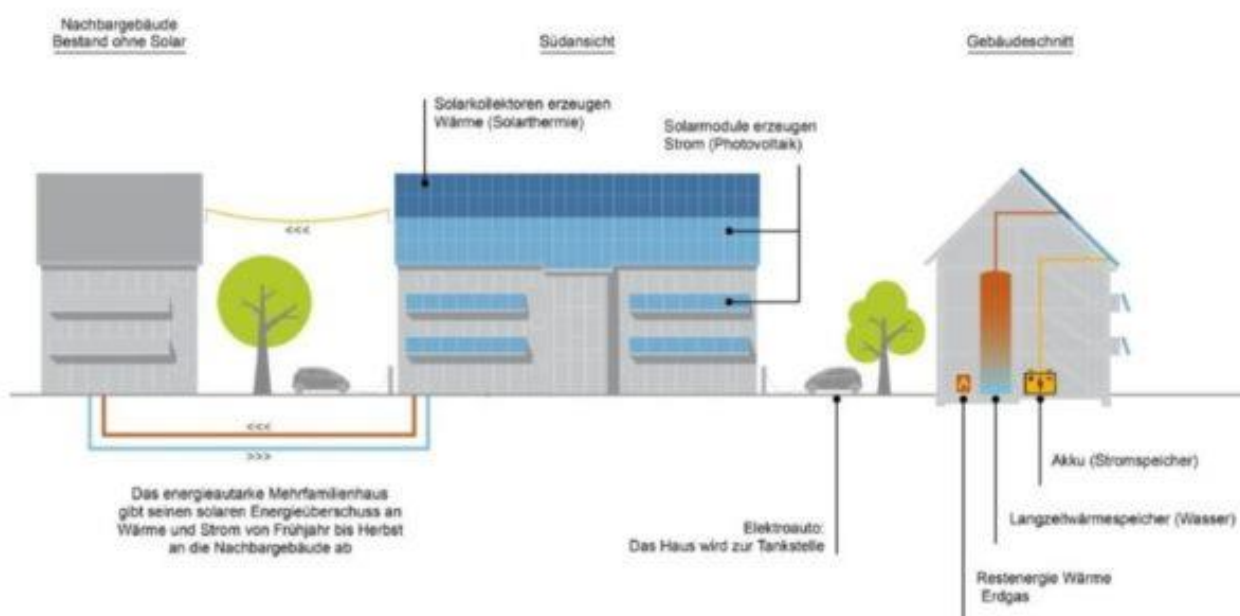 Nachbargebäude
Bestand ohne Solar
Südansicht
Gebäudeschnitt
Solarkollektoren erzeugen
Wärme (Solarthermie)
Solarmodule erzeugen
Strom (Photovoltaik)
<<<
<<<
>>>
Das energieautarke Mehrfamilienhaus
gibt seinen solaren Energieüberschuss an
Wärme und Strom von Frühjahr bis Herbst
an die Nachbargebäude ab
Elektroauto:
Das Haus wird zur Tankstelle
Akku (Stromspeicher)
Langzeitwärmespeicher (Wasser)
Restenergie Wärme
Erdgas